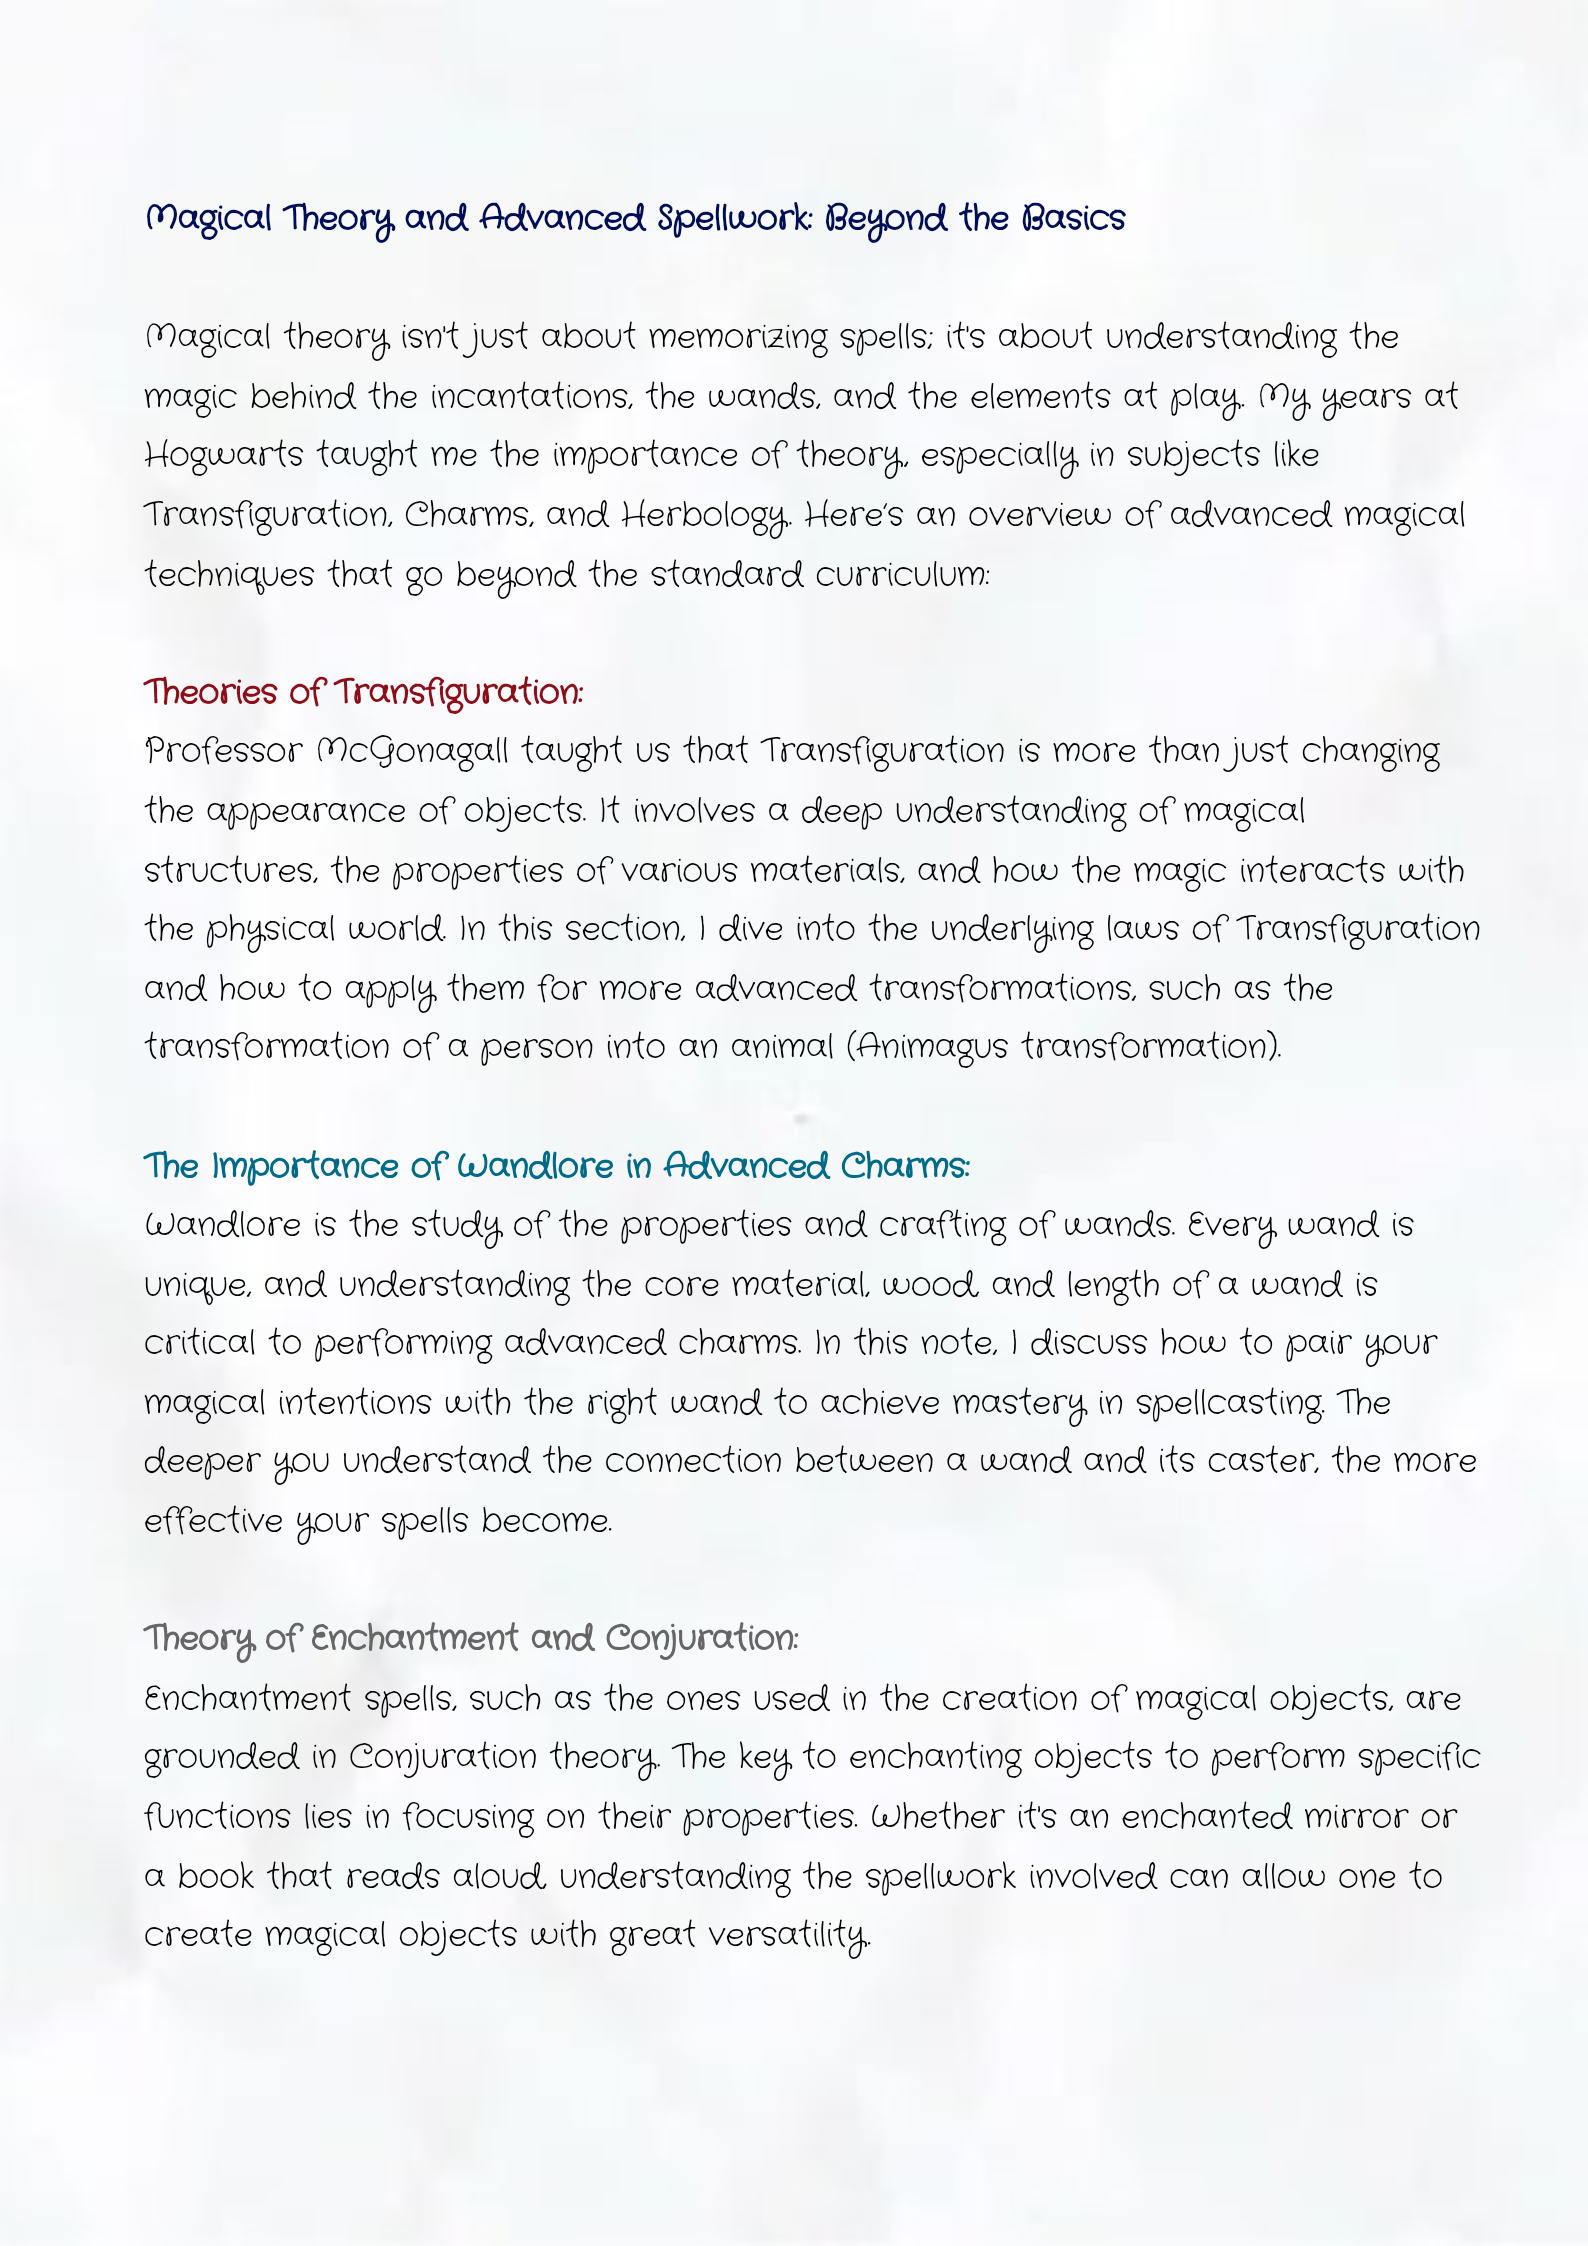 Magical Theory and Advanced Spellwork: Beyond the Basics
Magical theory isn't just about memorizing spells; it's about understanding the
magic behind the incantations, the wands, and the elements at play. My years at
Hogwarts taught me the importance of theory, especially in subjects like
Transfiguration, Charms, and Herbology. Here's an overview of advanced magical
techniques that go beyond the standard curriculum:
Theories of Transfiguration:
Professor McGonagall taught us that Transfiguration is more than just changing
the appearance of objects. It involves a deep understanding of magical
structures, the properties of various materials, and how the magic interacts with
the physical world. In this section, I dive into the underlying laws of Transfiguration
and how to apply them for more advanced transformations, such as the
transformation of a person into an animal (Animagus transformation).
The Importance of Wandlore in Advanced Charms:
Wandlore is the study of the properties and crafting of wands. Every wand is
unique, and understanding the core material, wood, and length of a wand is
critical to performing advanced charms. In this note, I discuss how to pair your
magical intentions with the right wand to achieve mastery in spellcasting. The
deeper you understand the connection between a wand and its caster, the more
effective your spells become.
Theory of Enchantment and Conjuration:
Enchantment spells, such as the ones used in the creation of magical objects, are
grounded in Conjuration theory. The key to enchanting objects to perform specific
functions lies in focusing on their properties. Whether it's an enchanted mirror or
a book that reads aloud, understanding the spellwork involved can allow one to
create magical objects with great versatility.